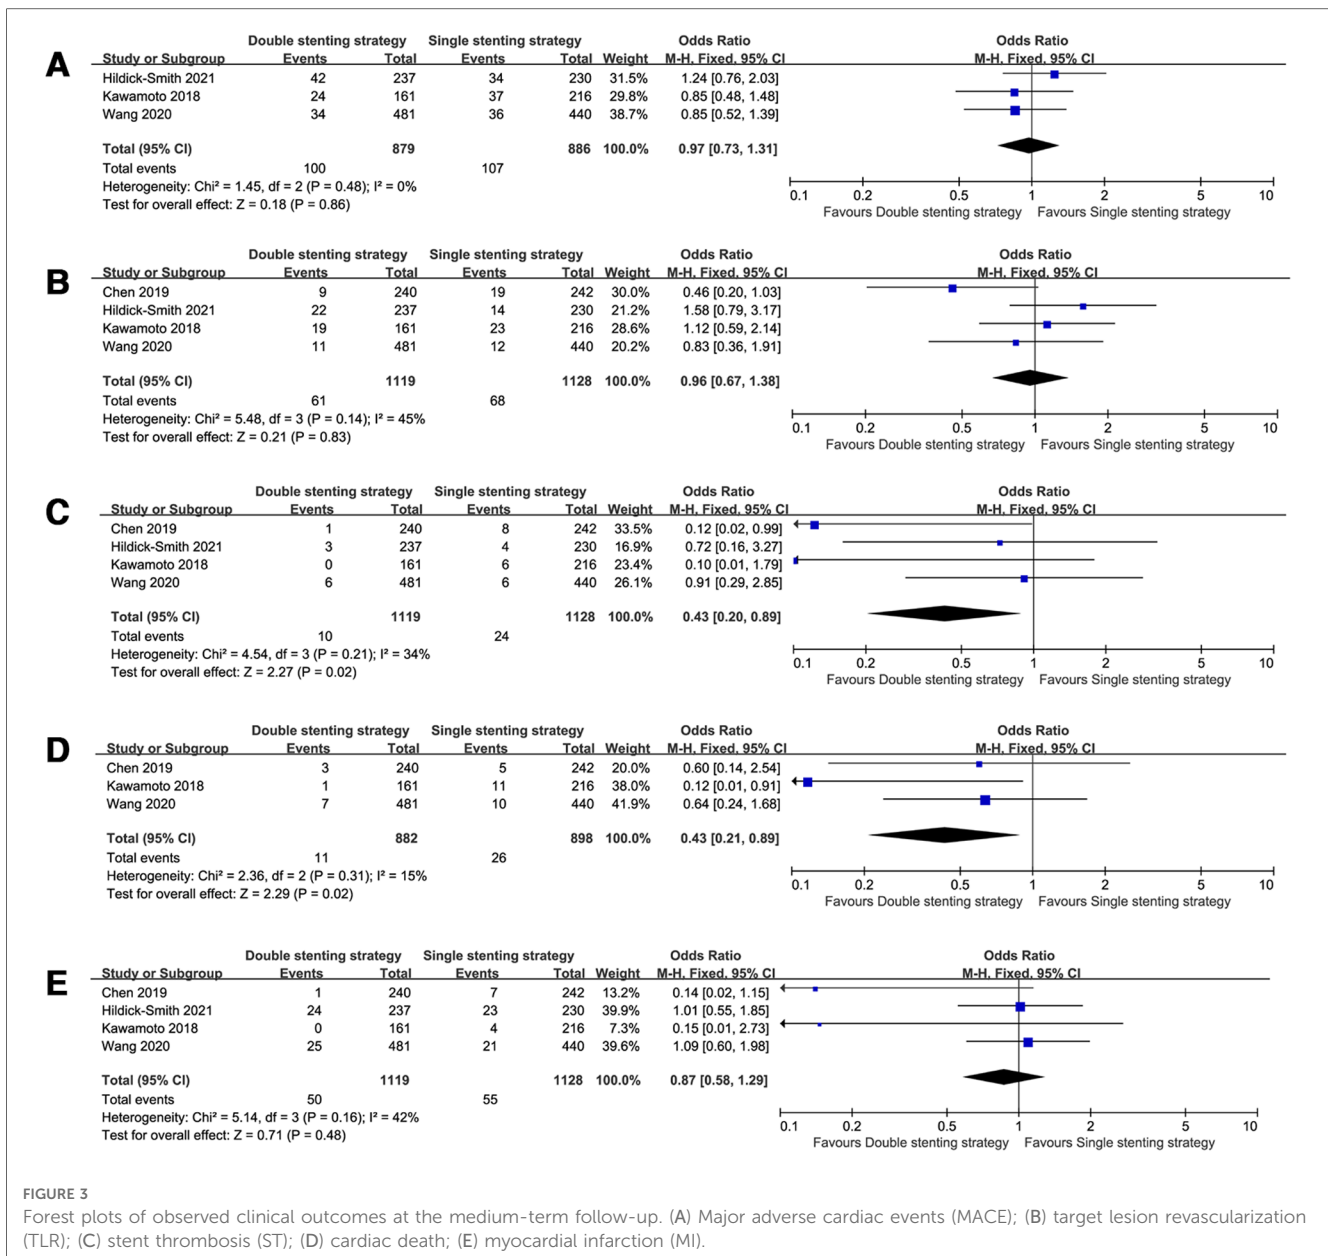 A
Double stenting strategy Single stenting strategy Odds Ratio Odds Ratio
Study or Subgroup Events Total Events Total Weight M-H. Fixed. 95% CI M-H. Fixed. 95% CI
Hildick-Smith 2021 42 237 34 230 31.5% 1.24 [0.76, 2.03]
Kawamoto 2018 24 161 37 216 29.8% 0.85 [0.48, 1.48]
Wang 2020 34 481 36 440 38.7% 0.85 [0.52, 1.39]
Total (95% CI) 879 886 100.0% 0.97 [0.73, 1.31]
Total events 100 107
Heterogeneity: Chi² = 1.45, df = 2 (P = 0.48); I² = 0%
Test for overall effect: Z = 0.18 (P = 0.86)
0.1 0.2 0.5 1 2 5 10
Favours Double stenting strategy Favours Single stenting strategy
B
Double stenting strategy Single stenting strategy Odds Ratio Odds Ratio
Study or Subgroup Events Total Events Total Weight M-H. Fixed. 95% CI M-H. Fixed. 95% CI
Chen 2019 9 240 19 242 30.0% 0.46 [0.20, 1.03]
Hildick-Smith 2021 22 237 14 230 21.2% 1.58 [0.79, 3.17]
Kawamoto 2018 19 161 23 216 28.6% 1.12 [0.59, 2.14]
Wang 2020 11 481 12 440 20.2% 0.83 [0.36, 1.91]
Total (95% CI) 1119 1128 100.0% 0.96 [0.67, 1.38]
Total events 61 68
Heterogeneity: Chi² = 5.48, df = 3 (P = 0.14); I² = 45%
Test for overall effect: Z = 0.21 (P = 0.83)
0.1 0.2 0.5 1 2 5 10
Favours Double stenting strategy Favours Single stenting strategy
C
Double stenting strategy Single stenting strategy Odds Ratio Odds Ratio
Study or Subgroup Events Total Events Total Weight M-H. Fixed. 95% CI M-H. Fixed. 95% CI
Chen 2019 1 240 8 242 33.5% 0.12 [0.02, 0.99]
Hildick-Smith 2021 3 237 4 230 16.9% 0.72 [0.16, 3.27]
Kawamoto 2018 0 161 6 216 23.4% 0.10 [0.01, 1.79]
Wang 2020 6 481 6 440 26.1% 0.91 [0.29, 2.85]
Total (95% CI) 1119 1128 100.0% 0.43 [0.20, 0.89]
Total events 10 24
Heterogeneity: Chi² = 4.54, df = 3 (P = 0.21); I² = 34%
Test for overall effect: Z = 2.27 (P = 0.02)
0.1 0.2 0.5 1 2 5 10
Favours Double stenting strategy Favours Single stenting strategy
D
Double stenting strategy Single stenting strategy Odds Ratio Odds Ratio
Study or Subgroup Events Total Events Total Weight M-H. Fixed. 95% CI M-H. Fixed. 95% CI
Chen 2019 3 240 5 242 20.0% 0.60 [0.14, 2.54]
Kawamoto 2018 1 161 11 216 38.0% 0.12 [0.01, 0.91]
Wang 2020 7 481 10 440 41.9% 0.64 [0.24, 1.68]
Total (95% CI) 882 898 100.0% 0.43 [0.21, 0.89]
Total events 11 26
Heterogeneity: Chi² = 2.36, df = 2 (P = 0.31); I² = 15%
Test for overall effect: Z = 2.29 (P = 0.02)
0.1 0.2 0.5 1 2 5 10
Favours Double stenting strategy Favours Single stenting strategy
E
Double stenting strategy Single stenting strategy Odds Ratio Odds Ratio
Study or Subgroup Events Total Events Total Weight M-H. Fixed. 95% CI M-H. Fixed. 95% CI
Chen 2019 1 240 7 242 13.2% 0.14 [0.02, 1.15]
Hildick-Smith 2021 24 237 23 230 39.9% 1.01 [0.55, 1.85]
Kawamoto 2018 0 161 4 216 7.3% 0.15 [0.01, 2.73]
Wang 2020 25 481 21 440 39.6% 1.09 [0.60, 1.98]
Total (95% CI) 1119 1128 100.0% 0.87 [0.58, 1.29]
Total events 50 55
Heterogeneity: Chi² = 5.14, df = 3 (P = 0.16); I² = 42%
Test for overall effect: Z = 0.71 (P = 0.48)
0.1 0.2 0.5 1 2 5 10
Favours Double stenting strategy Favours Single stenting strategy
FIGURE 3
Forest plots of observed clinical outcomes at the medium-term follow-up. (A) Major adverse cardiac events (MACE); (B) target lesion revascularization
(TLR); (C) stent thrombosis (ST); (D) cardiac death; (E) myocardial infarction (MI).